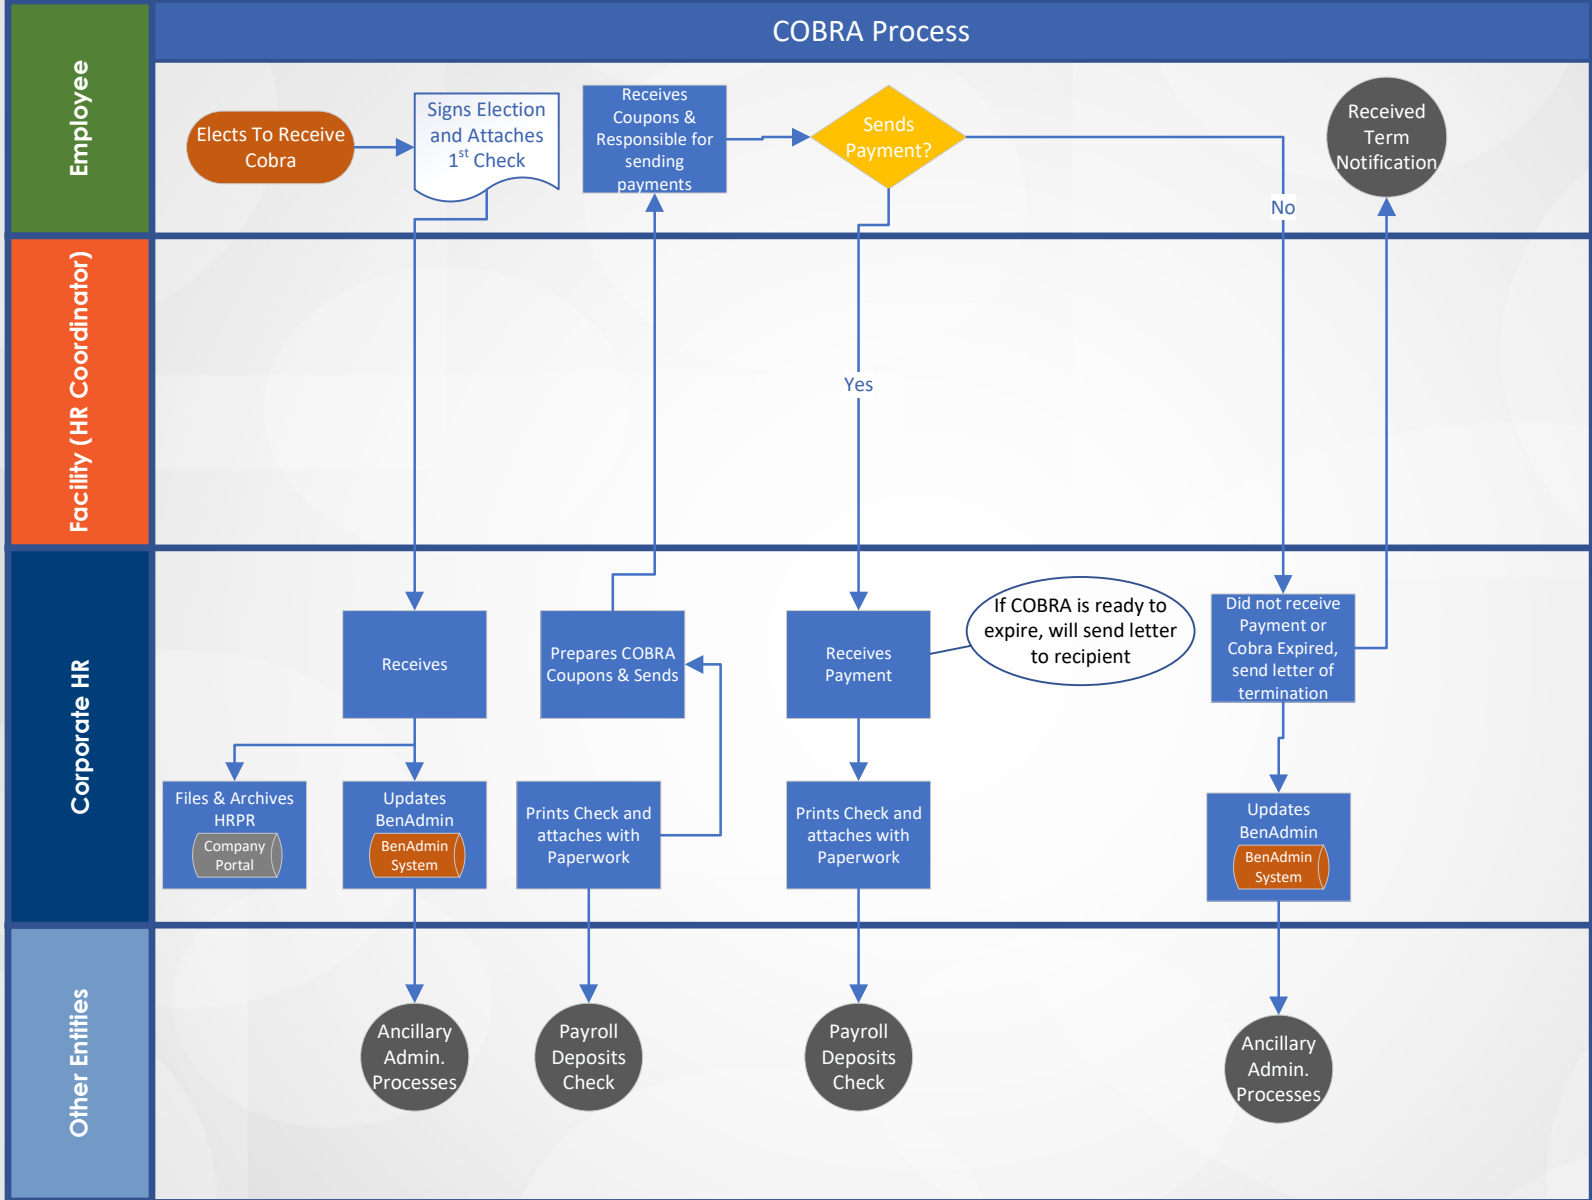 COBRA Process
Employee
Elects To Receive
Cobra
Signs Election
and Attaches
1st Check
Receives
Coupons &
Responsible for
sending
payments
Sends
Payment?
Received
Term
Notification
No
Facility (HR Coordinator)
Yes
Corporate HR
Receives
Prepares COBRA
Coupons & Sends
Receives
Payment
If COBRA is ready to
expire, will send letter
to recipient
Did not receive
Payment or
Cobra Expired,
send letter of
termination
Files & Archives
HRPR
Company
Portal
Updates
BenAdmin
BenAdmin
System
Prints Check and
attaches with
Paperwork
Prints Check and
attaches with
Paperwork
Updates
BenAdmin
BenAdmin
System
Other Entities
Ancillary
Admin.
Processes
Payroll
Deposits
Check
Payroll
Deposits
Check
Ancillary
Admin.
Processes